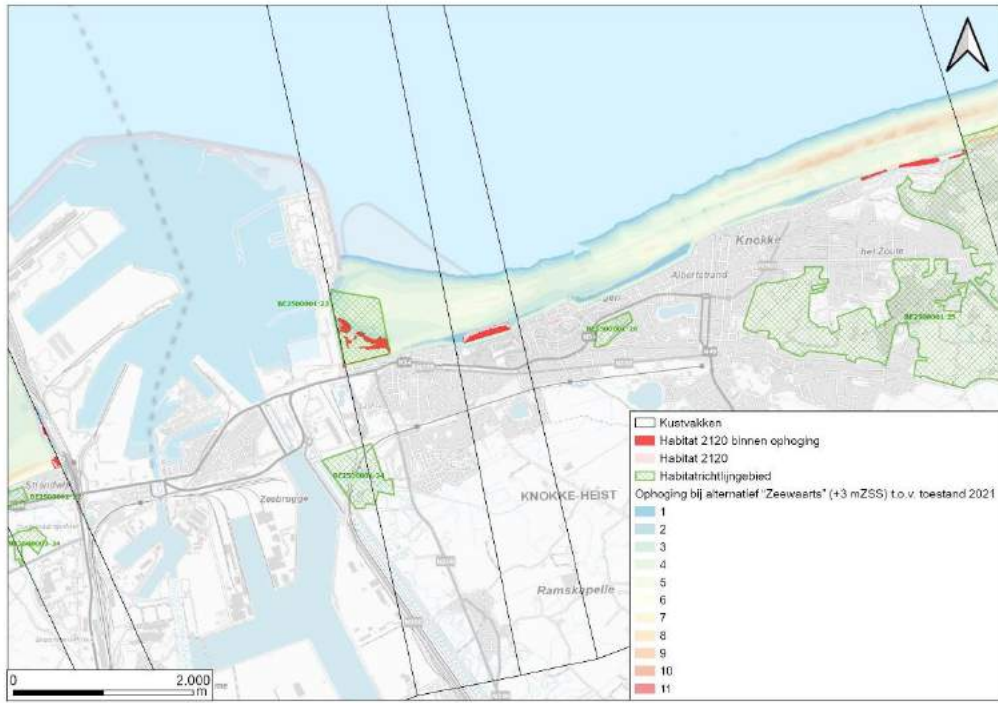 Knokke
het Zoute
Albertstrand
BE2500001-23
BE2500001-25
KNOKKE-HEIST
Zeebrugge
Ramskapelle
Kustvakken
Habitat 2120 binnen ophoging
Habitat 2120
Habitatrichtlijngebied
Ophoging bij alternatief "Zeewaarts" (+3 mZSS) t.o.v. toestand 2021
1
2
3
4
5
6
7
8
9
10
11
0 2.000
m